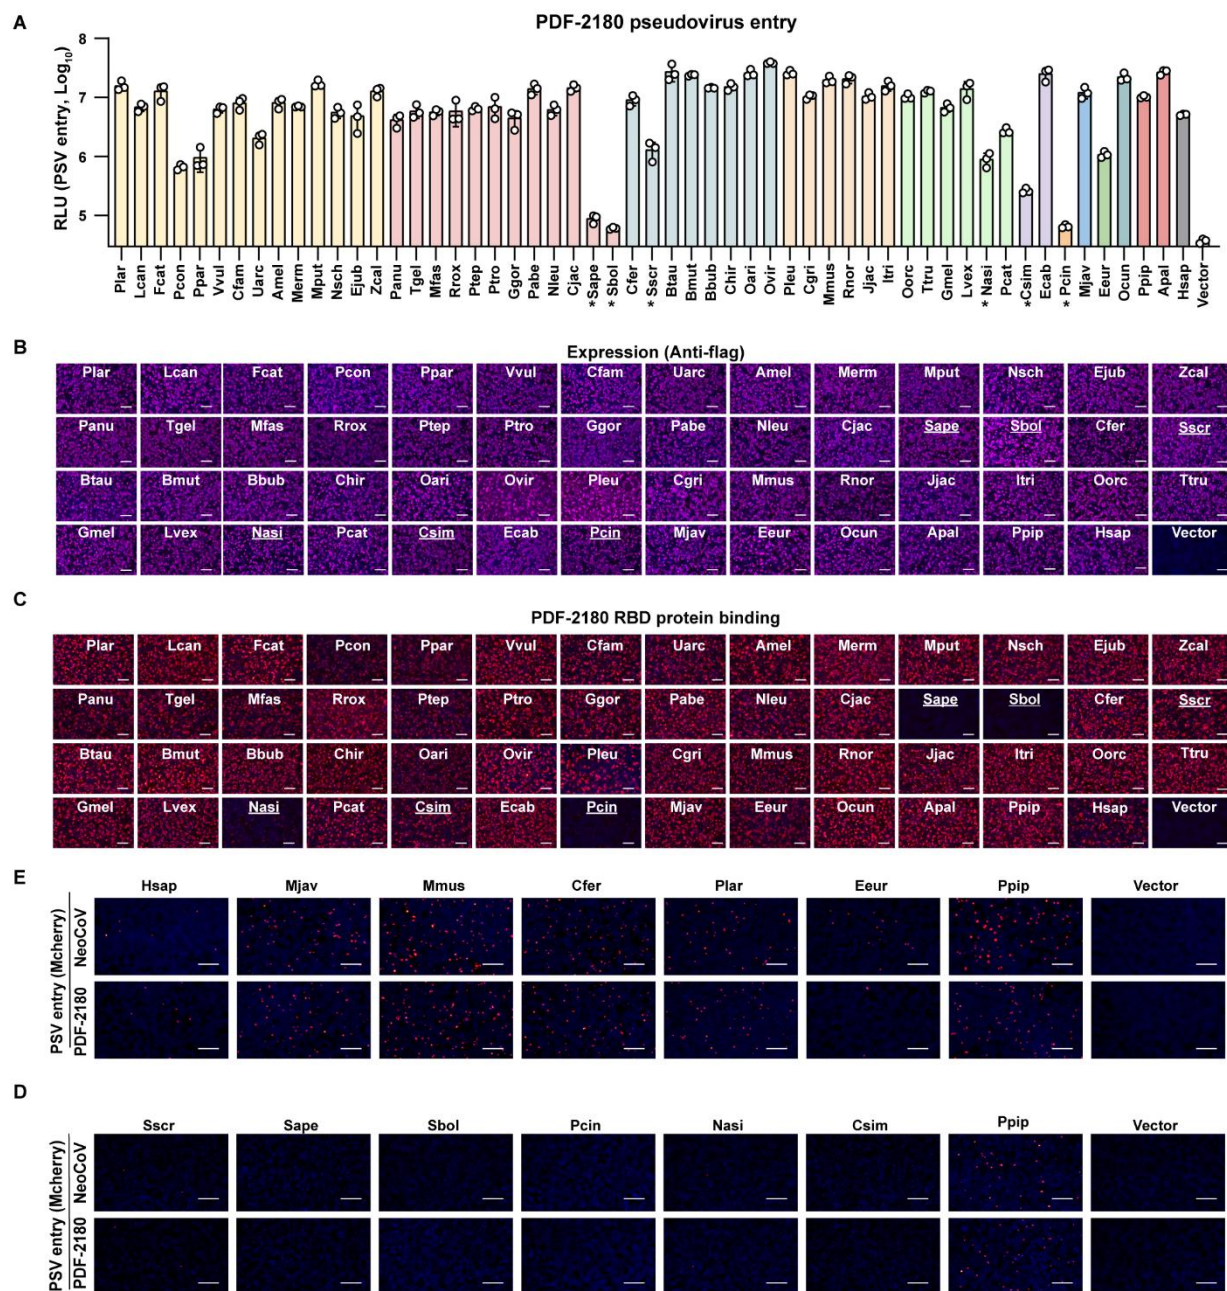 A
PDF-2180 pseudovirus entry
RLU (PSV entry, Log10)
8
7
6
5
Plar Lcan Fcat Pcon Ppar Vvul Cfam Uarc Amel Merm Mput Nsch Ejub Zcal Panu Tgel Mfas Rrox Ptep Ptro Ggor Pabe Nleu Cjac *Sape * Sbol Cfer * Sscr Btau Bmut Bbub Chir Oari Ovir Pleu Cgri Mmus Rnor Jjac Itri Oorc Ttru Gmel Lvex * Nasi Pcat *Csim Ecab * Pcin Mjav Eeur Ocun Ppip Apal Hsap Vector
B
Expression (Anti-flag)
Plar Lcan Fcat Pcon Ppar Vvul Cfam Uarc Amel Merm Mput Nsch Ejub Zcal
Panu Tgel Mfas Rrox Ptep Ptro Ggor Pabe Nleu Cjac Sape Sbol Cfer Sscr
Btau Bmut Bbub Chir Oari Ovir Pleu Cgri Mmus Rnor Jjac Itri Oorc Ttru
Gmel Lvex Nasi Pcat Csim Ecab Pcin Mjav Eeur Ocun Apal Ppip Hsap Vector
C
PDF-2180 RBD protein binding
Plar Lcan Fcat Pcon Ppar Vvul Cfam Uarc Amel Merm Mput Nsch Ejub Zcal
Panu Tgel Mfas Rrox Ptep Ptro Ggor Pabe Nleu Cjac Sape Sbol Cfer Sscr
Btau Bmut Bbub Chir Oari Ovir Pleu Cgri Mmus Rnor Jjac Itri Oorc Ttru
Gmel Lvex Nasi Pcat Csim Ecab Pcin Mjav Eeur Ocun Apal Ppip Hsap Vector
E
Hsap Mjav Mmus Cfer Plar Eeur Ppip Vector
PSV entry (Mcherry)
NeoCoV
PDF-2180
D
Sscr Sape Sbol Pcin Nasi Csim Ppip Vector
PSV entry (Mcherry)
NeoCoV
PDF-2180